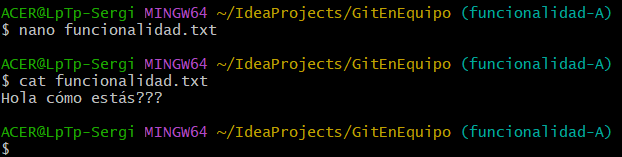 ACER@LpTp-Sergi MINGW64 ~/IdeaProjects/GitEnEquipo (funcionalidad-A)
$ nano funcionalidad.txt
ACER@LpTp-Sergi MINGW64 ~/IdeaProjects/GitEnEquipo (funcionalidad-A)
$ cat funcionalidad.txt
Hola cómo estás???
ACER@LpTp-Sergi MINGW64 ~/IdeaProjects/GitEnEquipo (funcionalidad-A)
$